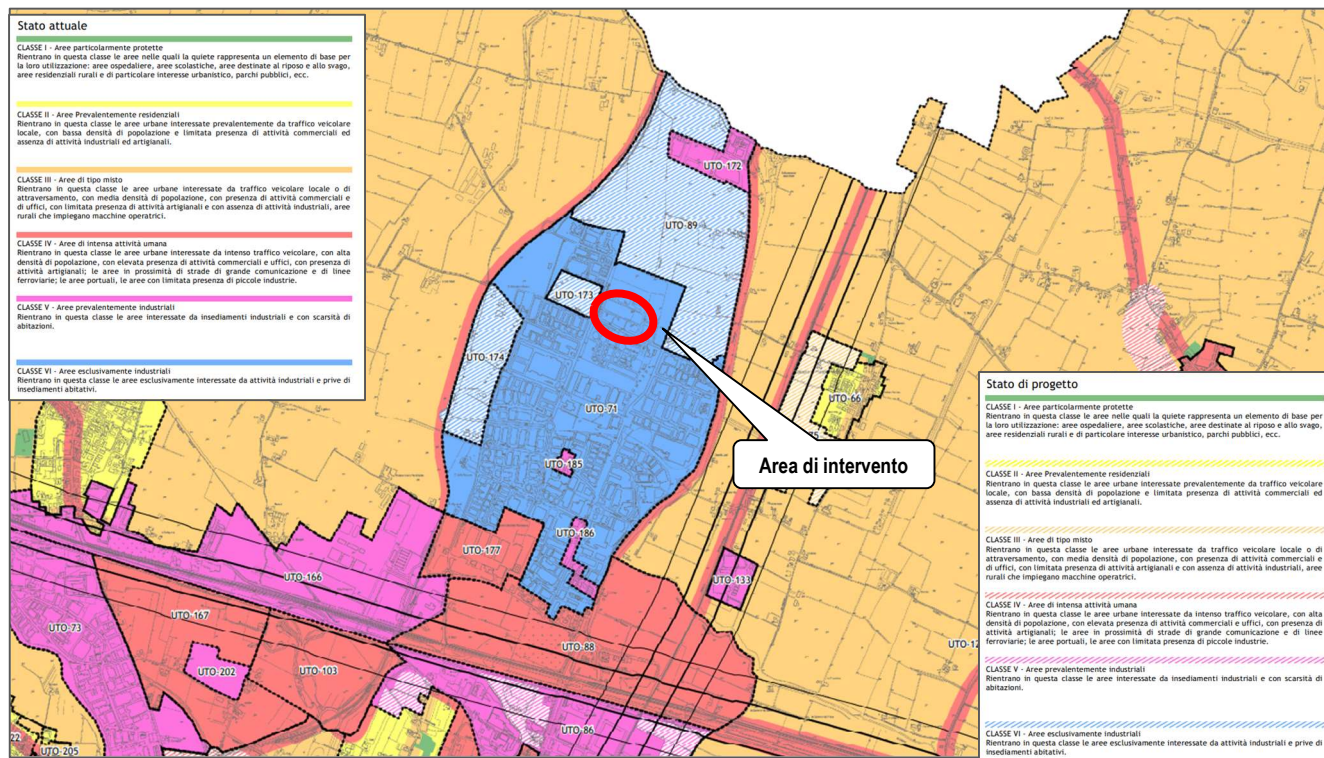 Stato attuale
CLASSE I - Aree particolarmente protette
Rientrano in questa classe le aree nelle quali la quiete rappresenta un elemento di base per
la loro utilizzazione: aree ospedaliere, aree scolastiche, aree destinate al riposo e allo svago,
aree residenziali rurali e di particolare interesse urbanistico, parchi pubblici, ecc.
CLASSE II - Aree Prevalentemente residenziali
Rientrano in questa classe le aree urbane interessate prevalentemente da traffico veicolare
locale, con bassa densità di popolazione e limitata presenza di attività commerciali ed
assenza di attività industriali ed artigianali.
CLASSE III - Aree di tipo misto
Rientrano in questa classe le aree urbane interessate da traffico veicolare locale o di
attraversamento, con media densità di popolazione, con presenza di attività commerciali e
di uffici, con limitata presenza di attività artigianali e con assenza di attività industriali, aree
rurali che impiegano macchine operatrici.
CLASSE IV - Aree di intensa attività umana
Rientrano in questa classe le aree urbane interessate da intenso traffico veicolare, con alta
densità di popolazione, con elevata presenza di attività commerciali e uffici, con presenza di
attività artigianali; le aree in prossimità di strade di grande comunicazione e di linee
ferroviarie; le aree portuali, le aree con limitata presenza di piccole industrie.
CLASSE V - Aree prevalentemente industriali
Rientrano in questa classe le aree interessate da insediamenti industriali e con scarsità di
abitazioni.
CLASSE VI - Aree esclusivamente industriali
Rientrano in questa classe le aree esclusivamente interessate da attività industriali e prive di
insediamenti abitativi.
UTO-172
UTO-89
UTO-173
UTO-174
UTO-66
UTO-71
75
Area di intervento
UTO-185
UTO-186
UTO-177
UTO-166
UTO-133
UTO-167
UTO-73
UTO-88
UTO-12
UTO-202
UTO-103
UTO-86
22
UTO-205
Stato di progetto
CLASSE I - Aree particolarmente protette
Rientrano in questa classe le aree nelle quali la quiete rappresenta un elemento di base per
la loro utilizzazione: aree ospedaliere, aree scolastiche, aree destinate al riposo e allo svago,
aree residenziali rurali e di particolare interesse urbanistico, parchi pubblici, ecc.
CLASSE II - Aree Prevalentemente residenziali
Rientrano in questa classe le aree urbane interessate prevalentemente da traffico veicolare
locale, con bassa densità di popolazione e limitata presenza di attività commerciali ed
assenza di attività industriali ed artigianali.
CLASSE III - Aree di tipo misto
Rientrano in questa classe le aree urbane interessate da traffico veicolare locale o di
attraversamento, con media densità di popolazione, con presenza di attività commerciali e
di uffici, con limitata presenza di attività artigianali e con assenza di attività industriali, aree
rurali che impiegano macchine operatrici.
CLASSE IV - Aree di intensa attività umana
Rientrano in questa classe le aree urbane interessate da intenso traffico veicolare, con alta
densità di popolazione, con elevata presenza di attività commerciali e uffici, con presenza di
attività artigianali; le aree in prossimità di strade di grande comunicazione e di linee
ferroviarie; le aree portuali, le aree con limitata presenza di piccole industrie.
CLASSE V - Aree prevalentemente industriali
Rientrano in questa classe le aree interessate da insediamenti industriali e con scarsità di
abitazioni.
CLASSE VI - Aree esclusivamente industriali
Rientrano in questa classe le aree esclusivamente interessate da attività industriali e prive di
insediamenti abitativi.